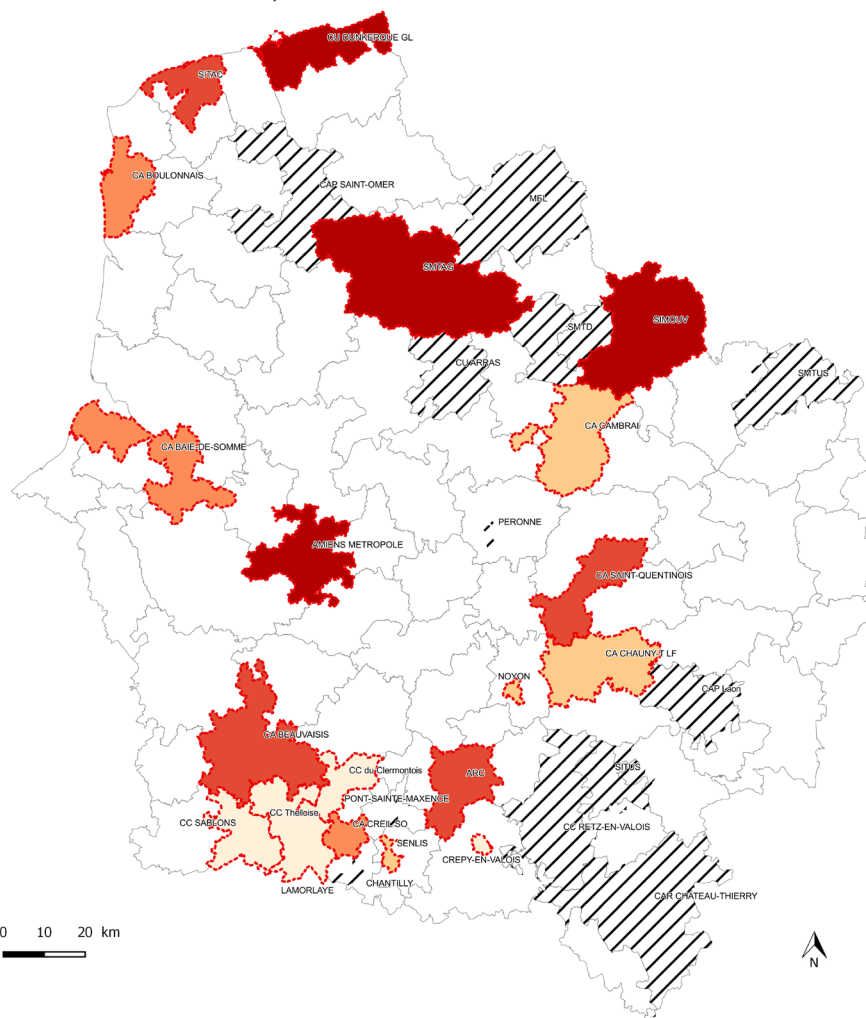 CU DUNKERQUE GL
SITAC
CA BOULONNAIS
CAP SAINT-OMER
MEL
SMTAG
SIMOUV
SMTD
CU ARRAS
SMTUS
CA CAMBRAI
CA BAIE-DE-SOMME
PERONNE
AMIENS METROPOLE
CA SAINT-QUENTINOIS
CA CHAUNY-T LF
NOYON
CAP Laon
CA BEAUVAISIS
CC du Clermontois
ARC
SITUS
PONT-SAINTE-MAXENCE
CC Thelloise
CC SABLONS
CA CREIL SO
CC RETZ-EN-VALOIS
SENLIS
CREPY-EN-VALOIS
CHANTILLY
LAMORLAYE
CAR CHATEAU-THIERRY
0 10 20 km
N